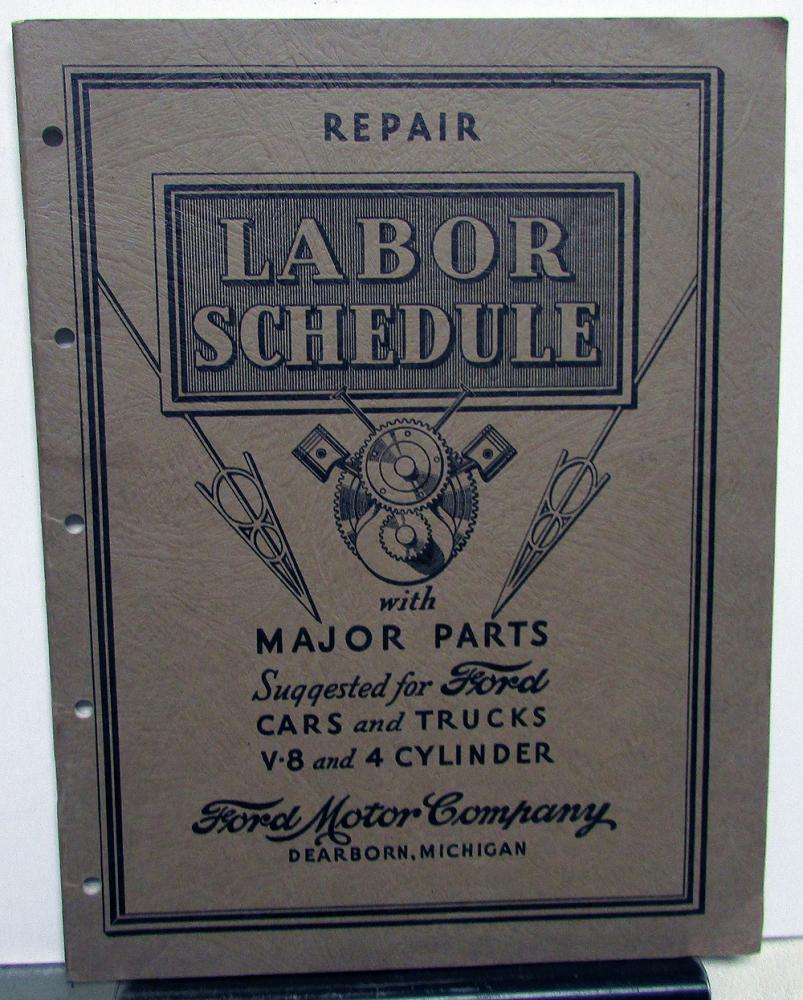 REPAIR
LABOR
SCHEDULE
with
MAJOR PARTS
Suggested for Ford
CARS and TRUCKS
V·8 and 4 CYLINDER
Ford Motor Company
DEARBORN, MICHIGAN